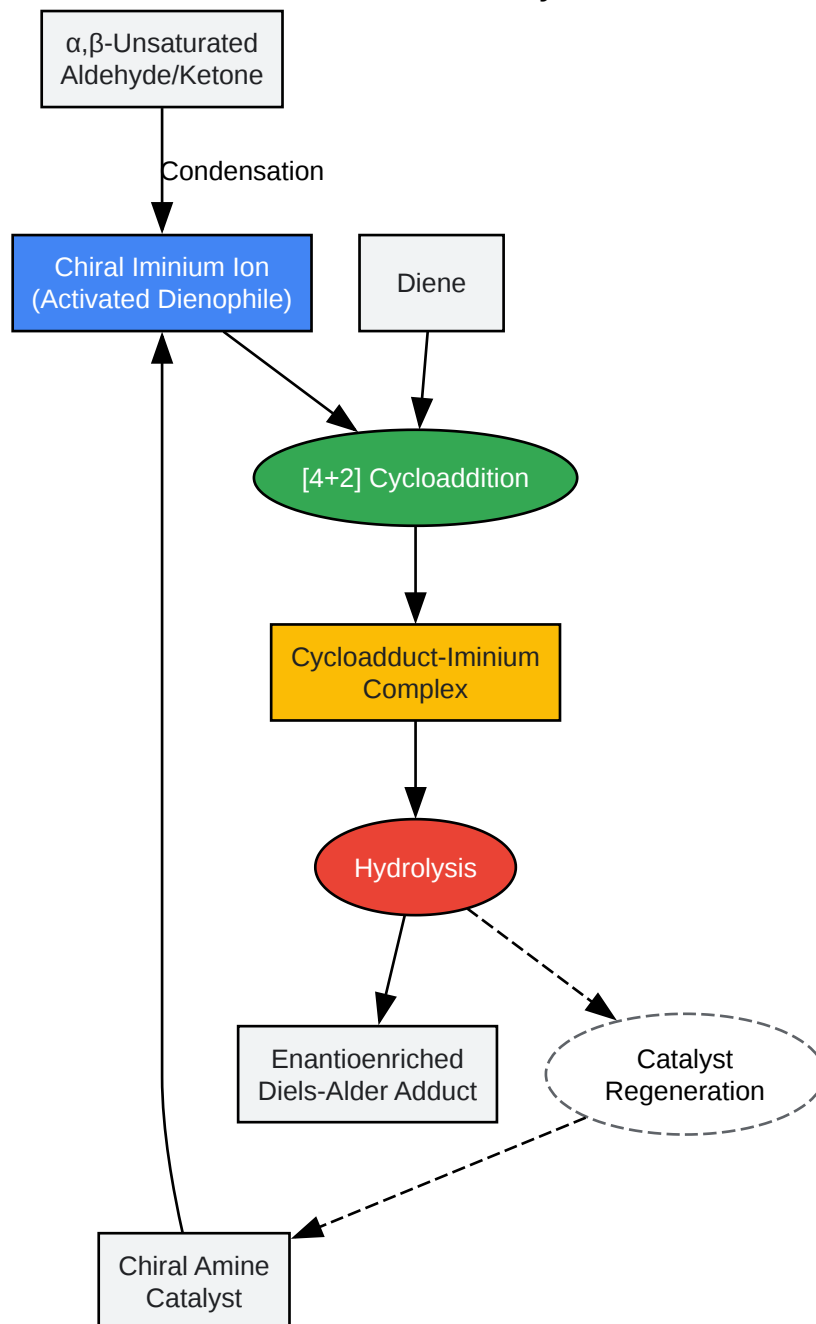 α,β-Unsaturated
Aldehyde/Ketone
Condensation
Chiral Iminium Ion
(Activated Dienophile)
Diene
[4+2] Cycloaddition
Cycloadduct-Iminium
Complex
Hydrolysis
Enantioenriched
Diels-Alder Adduct
Catalyst
Regeneration
Chiral Amine
Catalyst